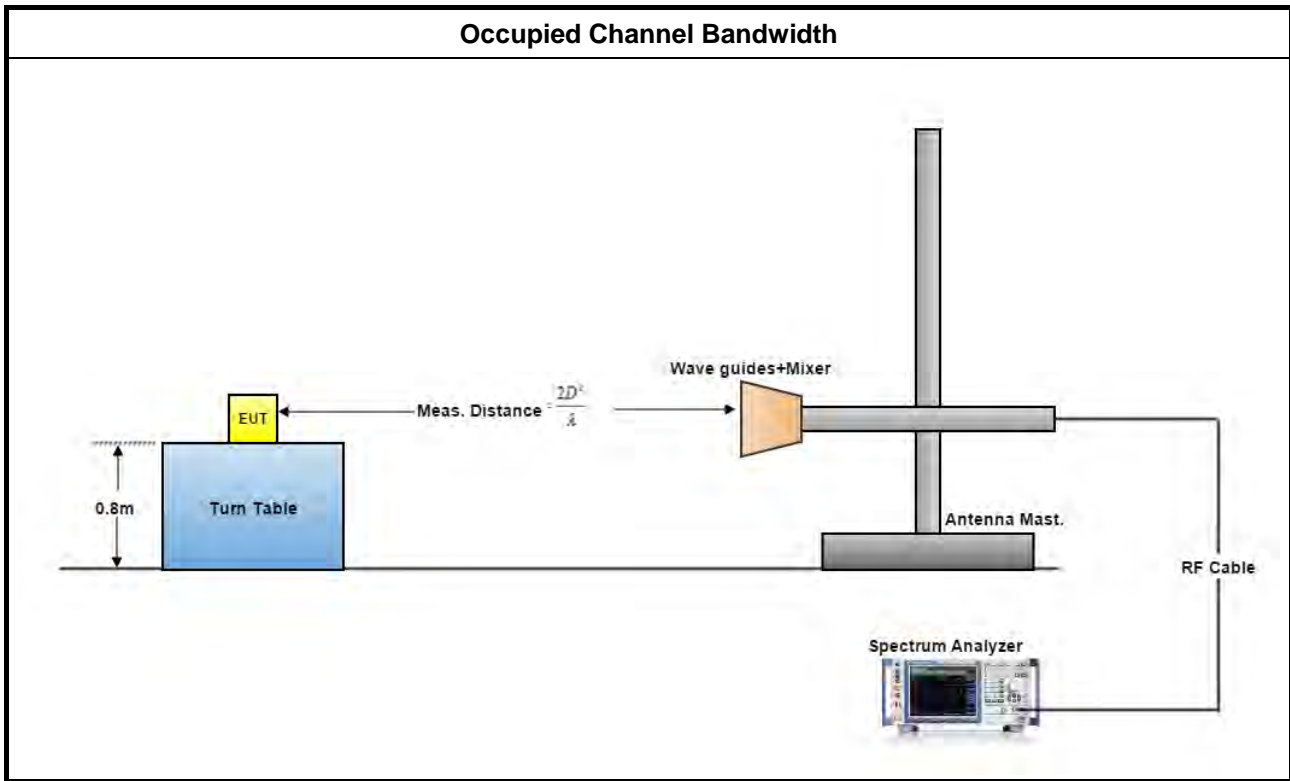 Occupied Channel Bandwidth
Wave guides+Mixer
EUT
Meas. Distance = 2D² / λ
0.8m
Turn Table
Antenna Mast.
RF Cable
Spectrum Analyzer